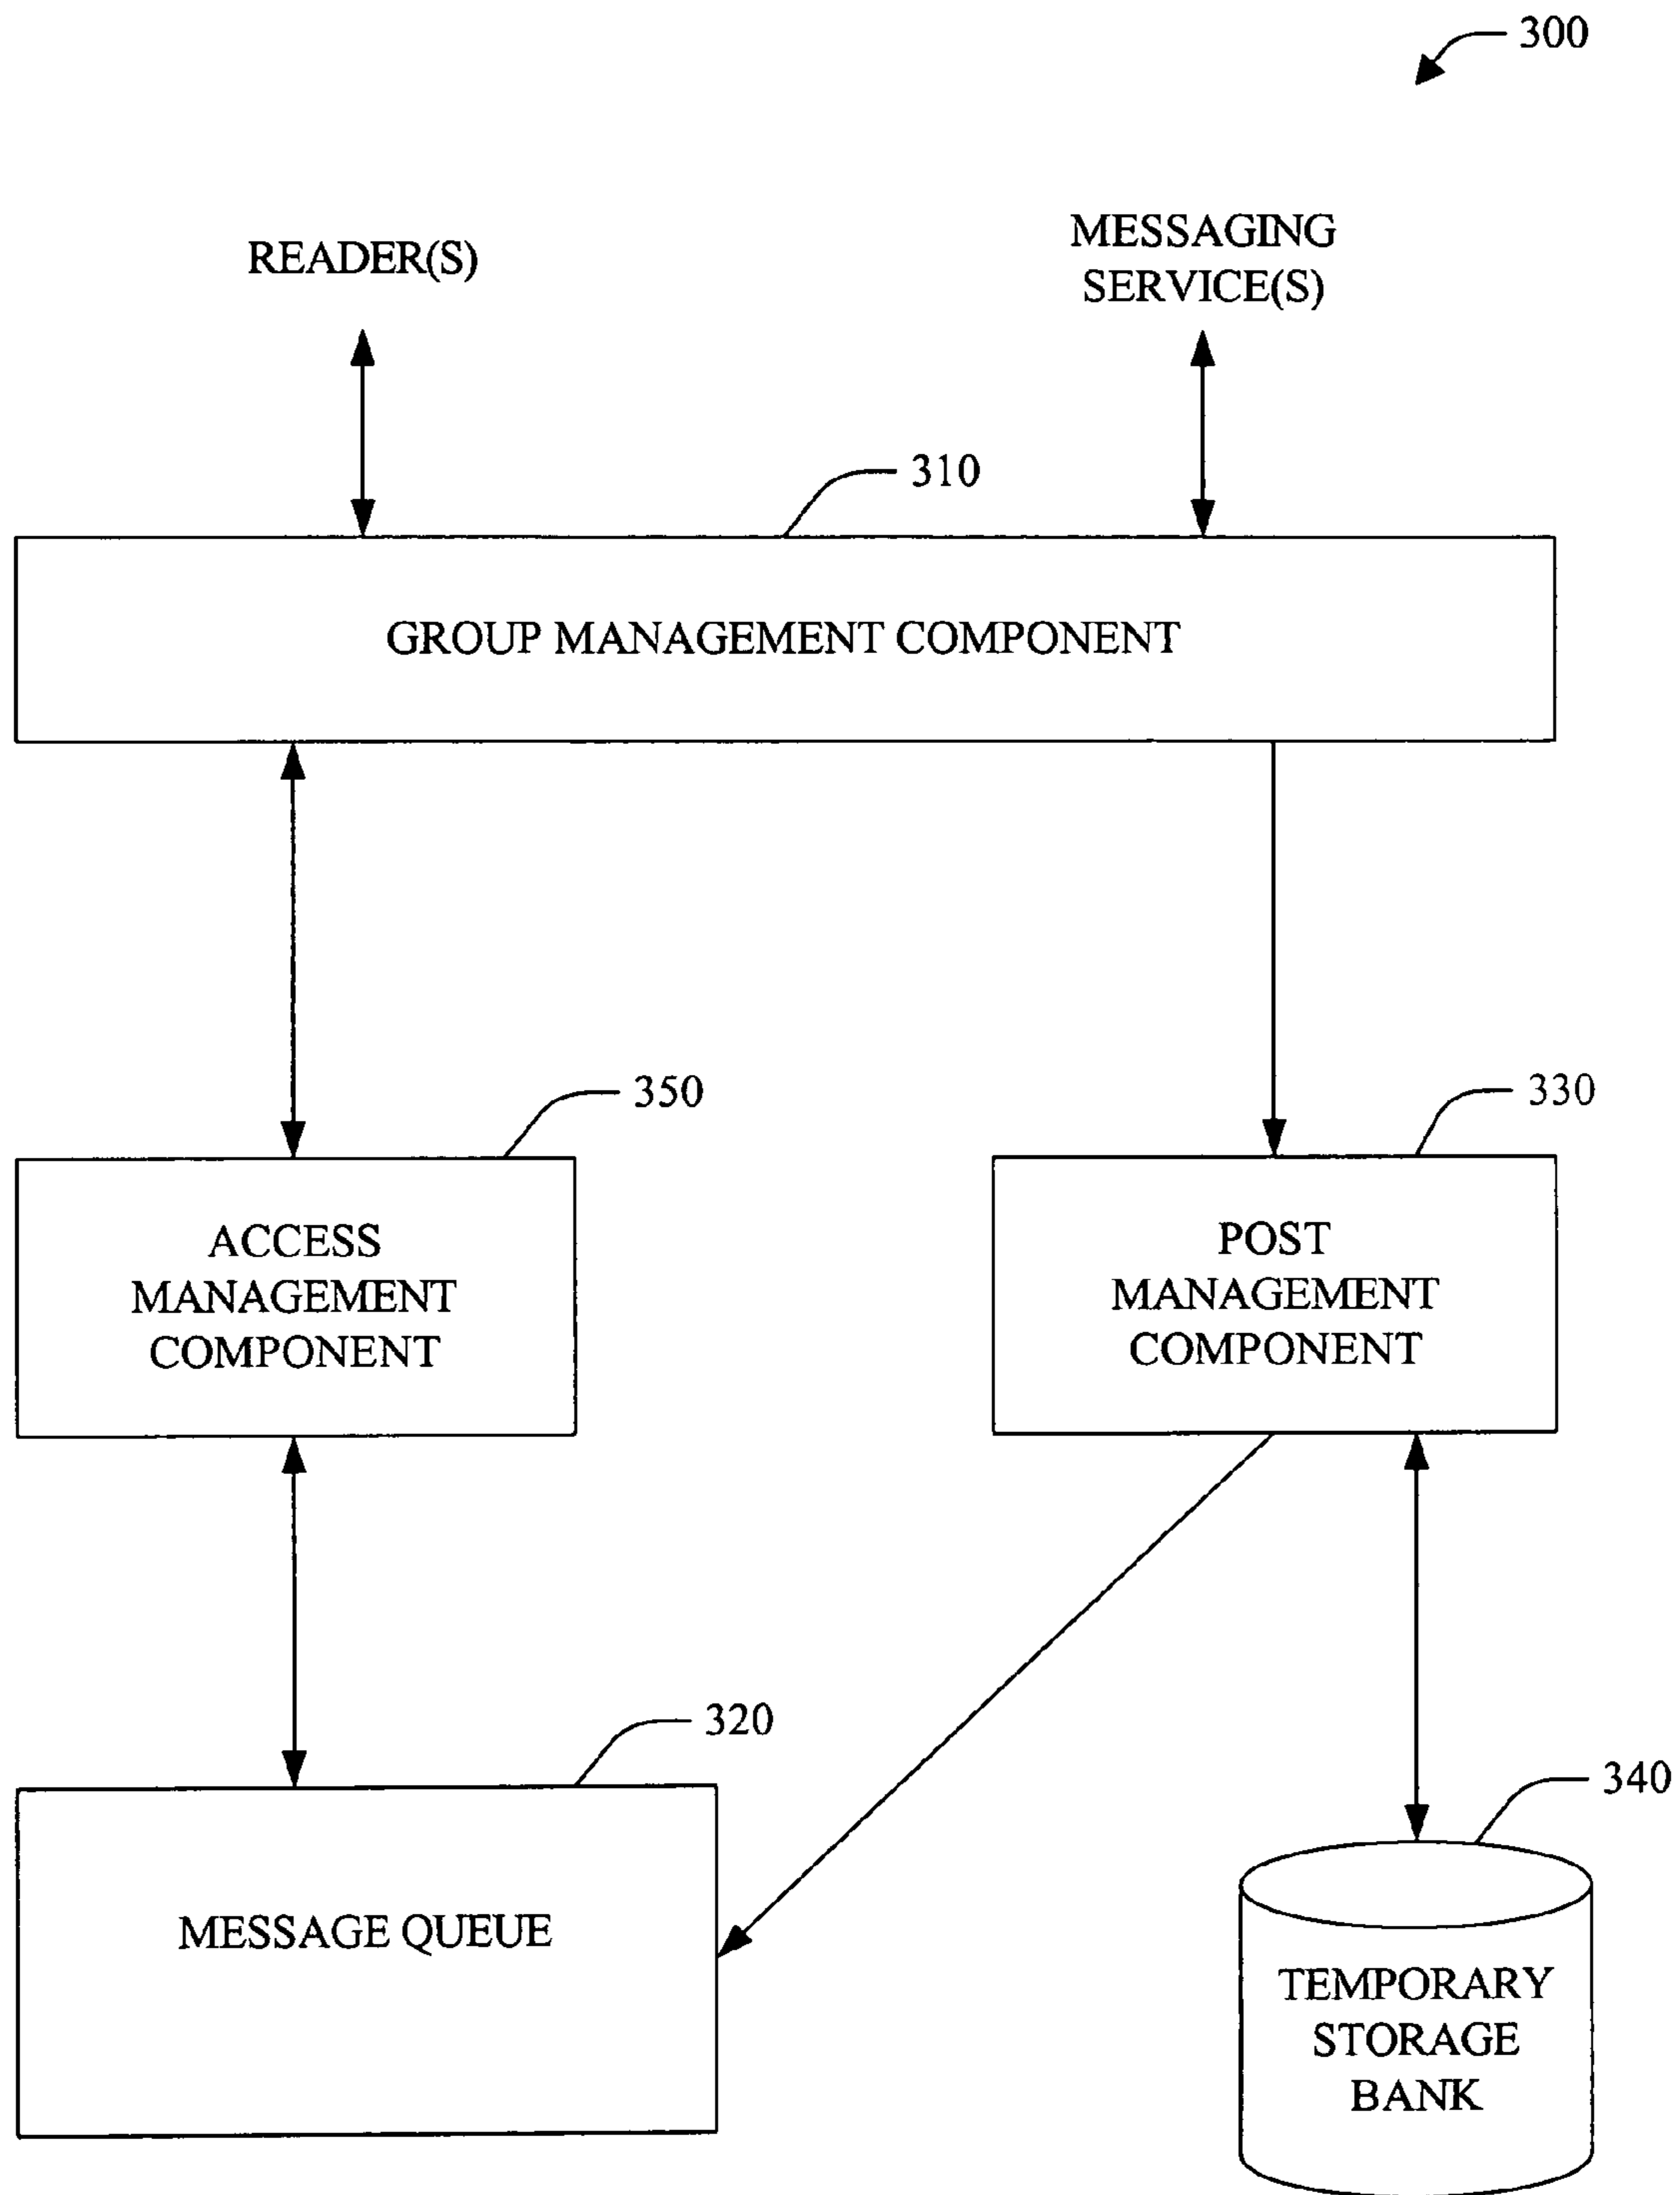 300
READER(S)
MESSAGING
SERVICE(S)
310
GROUP MANAGEMENT COMPONENT
350
330
ACCESS
MANAGEMENT
COMPONENT
POST
MANAGEMENT
COMPONENT
320
340
MESSAGE QUEUE
TEMPORARY
STORAGE
BANK